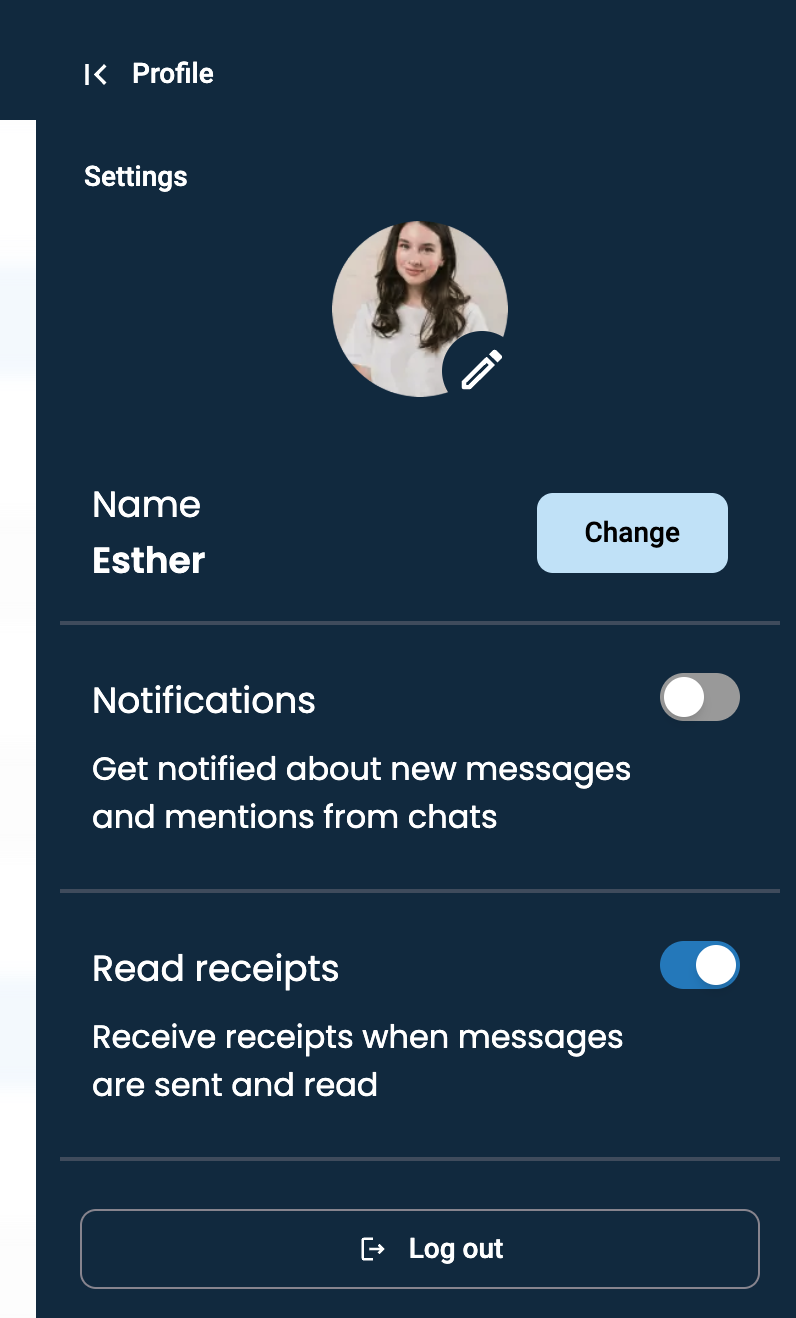 Profile
Settings
Name
Esther
Change
Notifications
Get notified about new messages
and mentions from chats
Read receipts
Receive receipts when messages
are sent and read
Log out